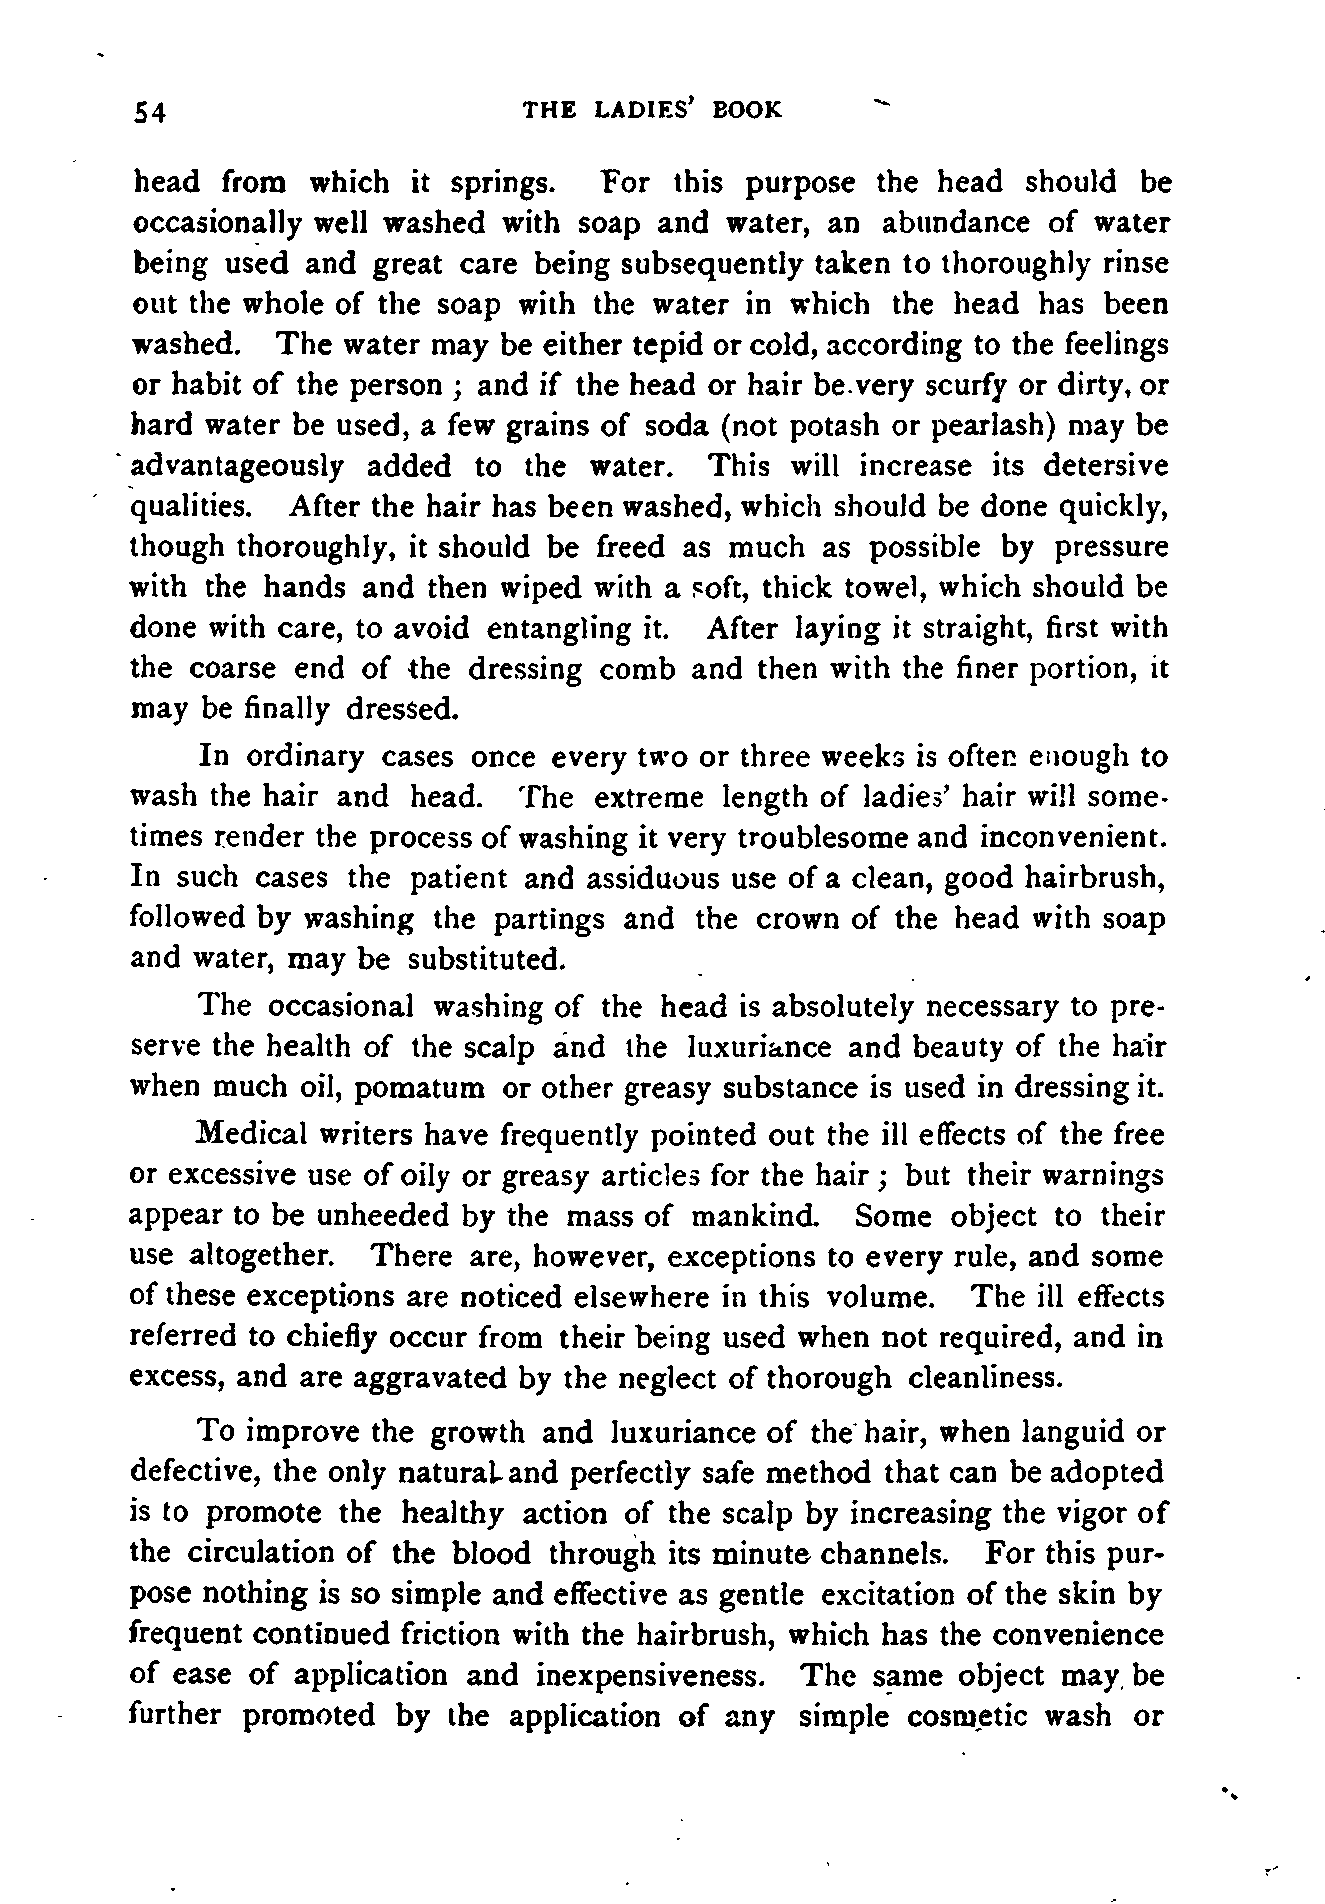 54 THE LADIES' BOOK
head from which it springs. For this purpose the head should be
occasionally well washed with soap and water, an abundance of water
being used and great care being subsequently taken to thoroughly rinse
out the whole of the soap with the water in which the head has been
washed. The water may be either tepid or cold, according to the feelings
or habit of the person ; and if the head or hair be very scurfy or dirty, or
hard water be used, a few grains of soda (not potash or pearlash) may be
advantageously added to the water. This will increase its detersive
qualities. After the hair has been washed, which should be done quickly,
though thoroughly, it should be freed as much as possible by pressure
with the hands and then wiped with a soft, thick towel, which should be
done with care, to avoid entangling it. After laying it straight, first with
the coarse end of the dressing comb and then with the finer portion, it
may be finally dressed.
In ordinary cases once every two or three weeks is often enough to
wash the hair and head. The extreme length of ladies' hair will some-
times render the process of washing it very troublesome and inconvenient.
In such cases the patient and assiduous use of a clean, good hairbrush,
followed by washing the partings and the crown of the head with soap
and water, may be substituted.
The occasional washing of the head is absolutely necessary to pre-
serve the health of the scalp and the luxuriance and beauty of the hair
when much oil, pomatum or other greasy substance is used in dressing it.
Medical writers have frequently pointed out the ill effects of the free
or excessive use of oily or greasy articles for the hair ; but their warnings
appear to be unheeded by the mass of mankind. Some object to their
use altogether. There are, however, exceptions to every rule, and some
of these exceptions are noticed elsewhere in this volume. The ill effects
referred to chiefly occur from their being used when not required, and in
excess, and are aggravated by the neglect of thorough cleanliness.
To improve the growth and luxuriance of the hair, when languid or
defective, the only natural and perfectly safe method that can be adopted
is to promote the healthy action of the scalp by increasing the vigor of
the circulation of the blood through its minute channels. For this pur-
pose nothing is so simple and effective as gentle excitation of the skin by
frequent continued friction with the hairbrush, which has the convenience
of ease of application and inexpensiveness. The same object may be
further promoted by the application of any simple cosmetic wash or